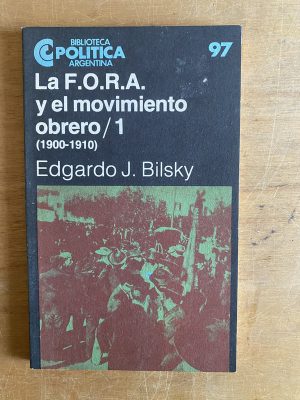 BIBLIOTECA
POLITICA
ARGENTINA
97
La F.O.R.A.
y el movimiento
obrero/1
(1900-1910)
Edgardo J. Bilsky